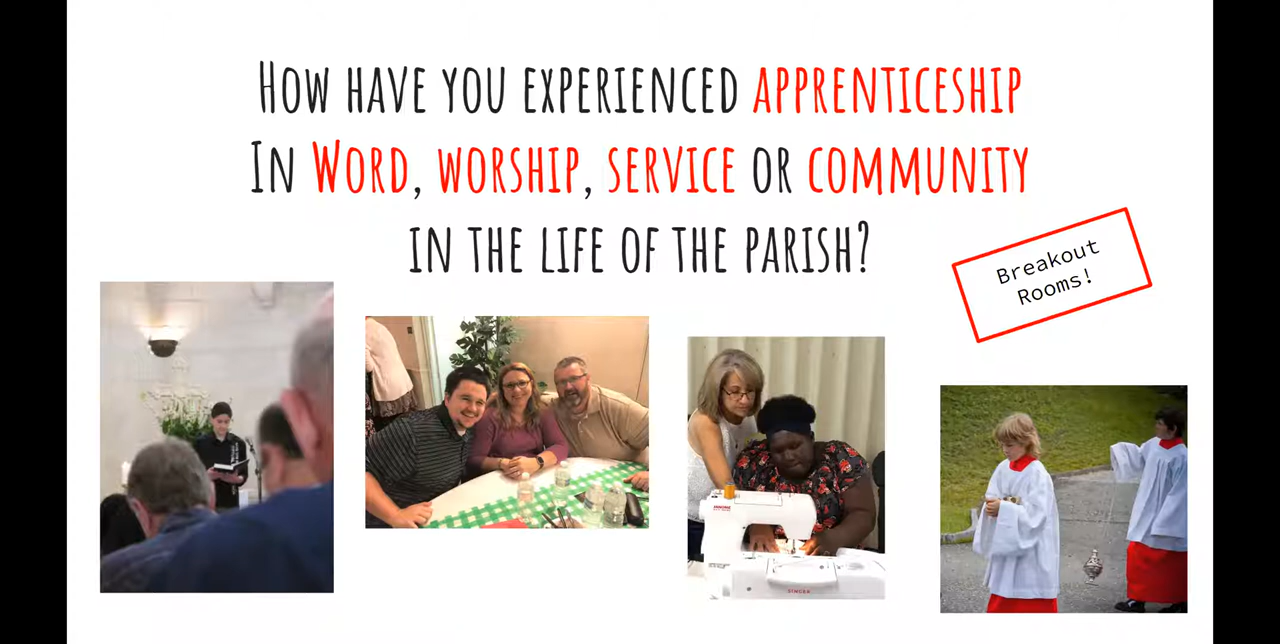 How have you experienced apprenticeship
In Word, worship, service or community
in the life of the parish?
Breakout
Rooms!
SINGER